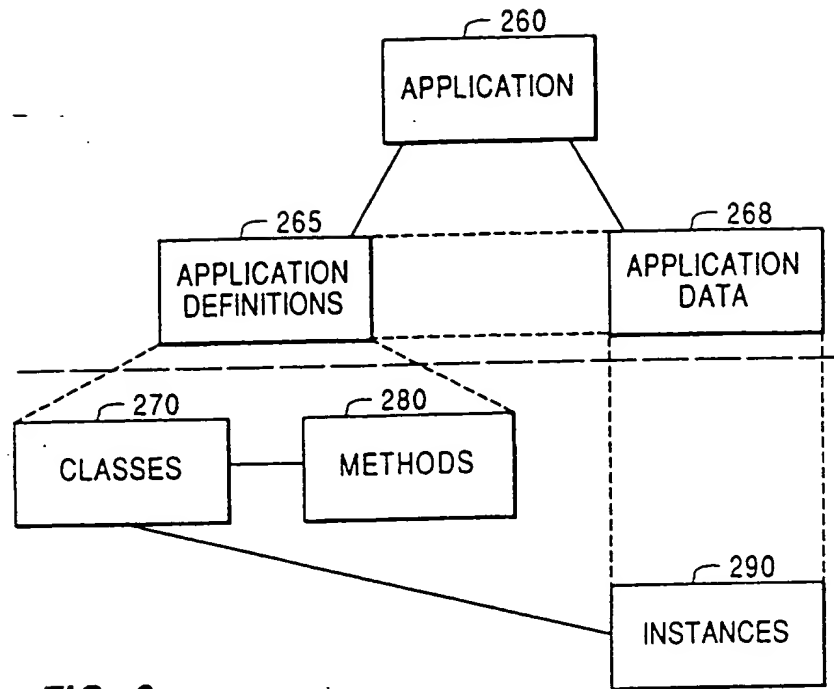 260
APPLICATION
265
APPLICATION
DEFINITIONS
268
APPLICATION
DATA
270
CLASSES
280
METHODS
290
INSTANCES